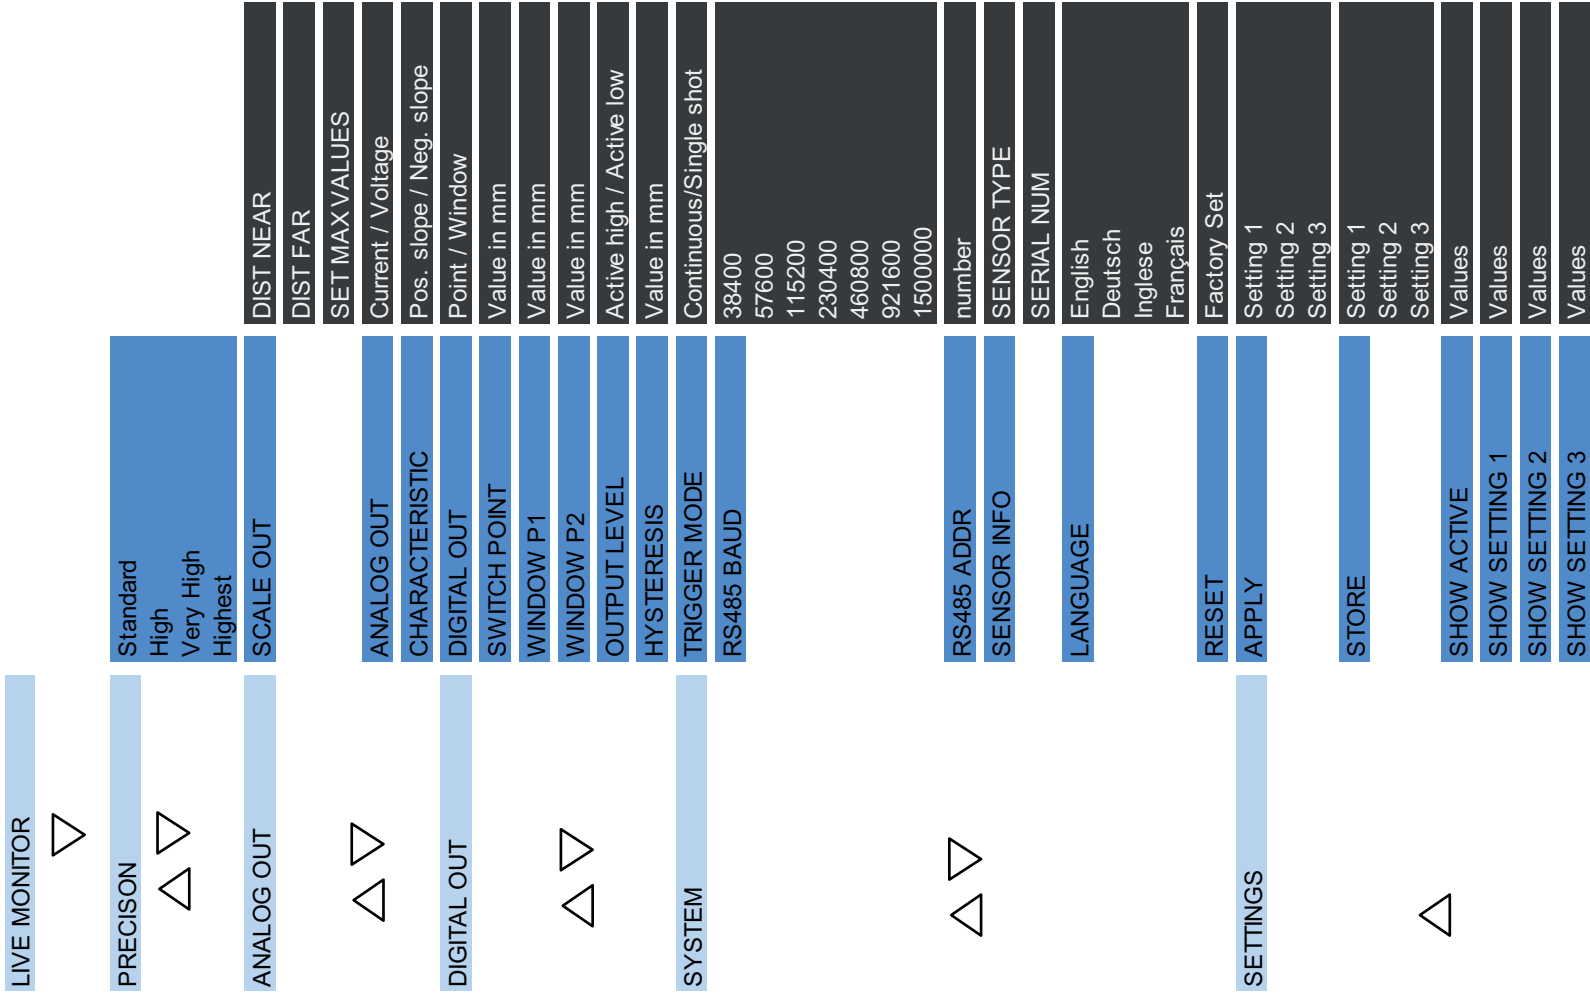 LIVE MONITOR
PRECISON
Standard
High
Very High
Highest
ANALOG OUT
SCALE OUT
DIST NEAR
DIST FAR
SET MAX VALUES
ANALOG OUT
Current / Voltage
CHARACTERISTIC
Pos. slope / Neg. slope
DIGITAL OUT
DIGITAL OUT
Point / Window
SWITCH POINT
Value in mm
WINDOW P1
Value in mm
WINDOW P2
Value in mm
OUTPUT LEVEL
Active high / Active low
HYSTERESIS
Value in mm
SYSTEM
TRIGGER MODE
Continuous/Single shot
RS485 BAUD
38400
57600
115200
230400
460800
921600
1500000
RS485 ADDR
number
SENSOR INFO
SENSOR TYPE
SERIAL NUM
LANGUAGE
English
Deutsch
Inglese
Français
RESET
Factory Set
SETTINGS
APPLY
Setting 1
Setting 2
Setting 3
STORE
Setting 1
Setting 2
Setting 3
SHOW ACTIVE
Values
SHOW SETTING 1
Values
SHOW SETTING 2
Values
SHOW SETTING 3
Values